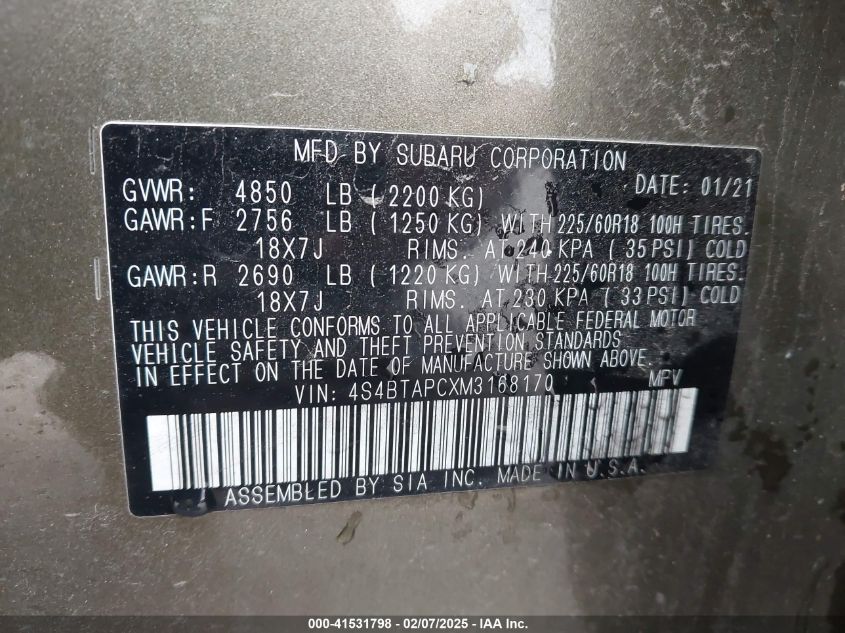 MFD BY SUBARU CORPORATION
DATE: 01/21
GVWR: 4850 LB ( 2200 KG)
GAWR:F 2756 LB ( 1250 KG) WITH 225/60R18 100H TIRES.
18X7J RIMS. AT 240 KPA ( 35 PSI) COLD
GAWR:R 2690 LB ( 1220 KG) WITH 225/60R18 100H TIRES.
18X7J RIMS. AT 230 KPA ( 33 PSI) COLD
THIS VEHICLE CONFORMS TO ALL APPLICABLE FEDERAL MOTOR
VEHICLE SAFETY AND THEFT PREVENTION STANDARDS
IN EFFECT ON THE DATE OF MANUFACTURE SHOWN ABOVE.
VIN: 4S4BTAPCXM3168170 MPV
ASSEMBLED BY SIA INC. MADE IN U.S.A.
000-41531798 - 02/07/2025 - IAA Inc.